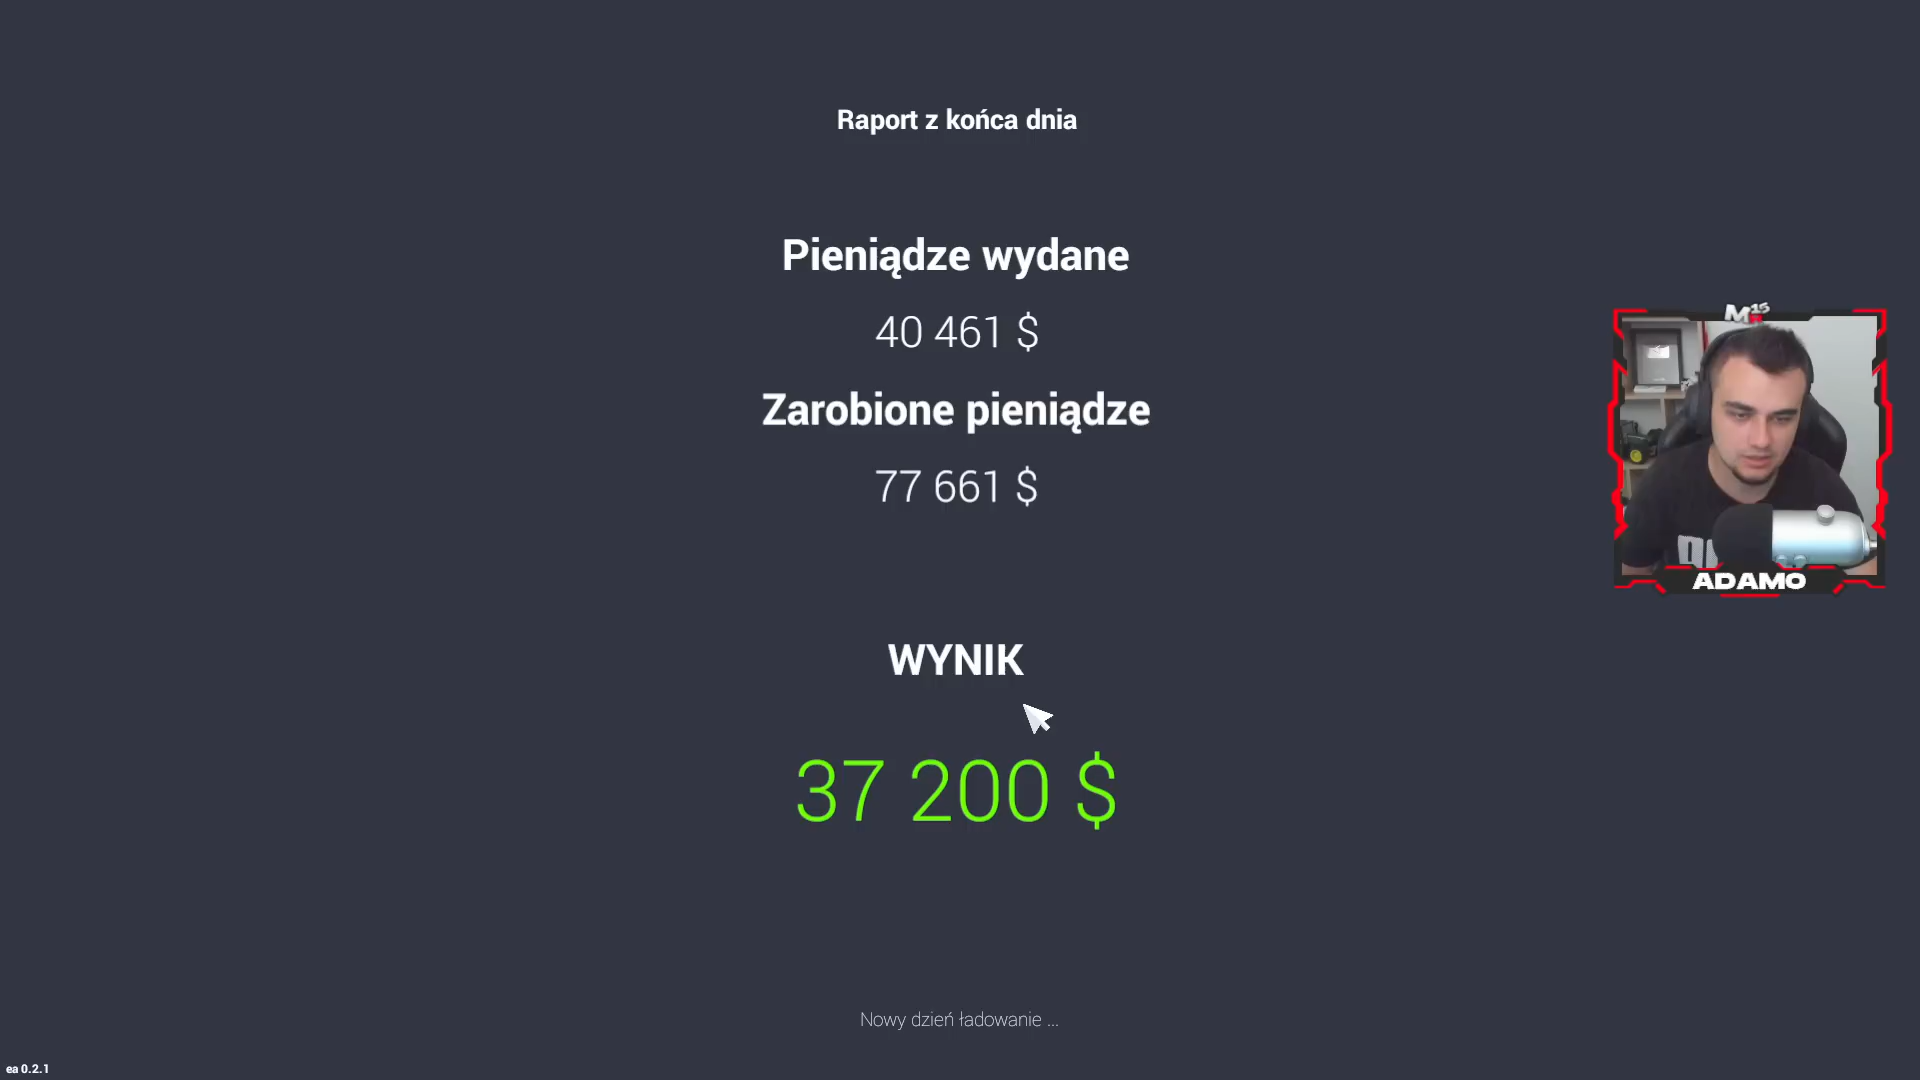 Raport z końca dnia
Pieniądze wydane
40 461 $
Zarobione pieniądze
77 661 $
WYNIK
37 200 $
Nowy dzień ładowanie ...
ea 0.2.1
ADAMO